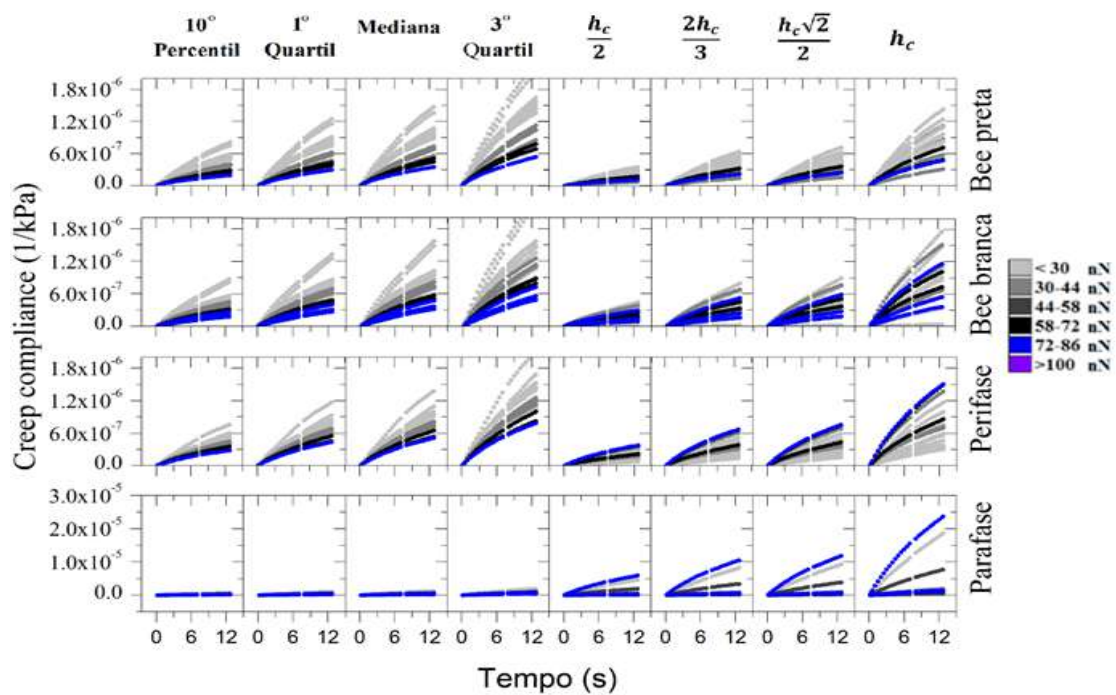 10° Percentil
1° Quartil
Mediana
3° Quartil
h_c/2
2h_c/3
h_c√2/2
h_c
Creep compliance (1/kPa)
1.8x10⁻⁶
1.2x10⁻⁶
6.0x10⁻⁷
0.0
Bee preta
1.8x10⁻⁶
1.2x10⁻⁶
6.0x10⁻⁷
0.0
Bee branca
1.8x10⁻⁶
1.2x10⁻⁶
6.0x10⁻⁷
0.0
Perifase
3.0x10⁻⁵
1.0x10⁻⁵
1.0x10⁻⁵
0.0
Parafase
0 6 12 0 6 12 0 6 12 0 6 12 0 6 12 0 6 12 0 6 12 0 6 12
Tempo (s)
< 30 nN
30-44 nN
44-58 nN
58-72 nN
72-86 nN
>100 nN